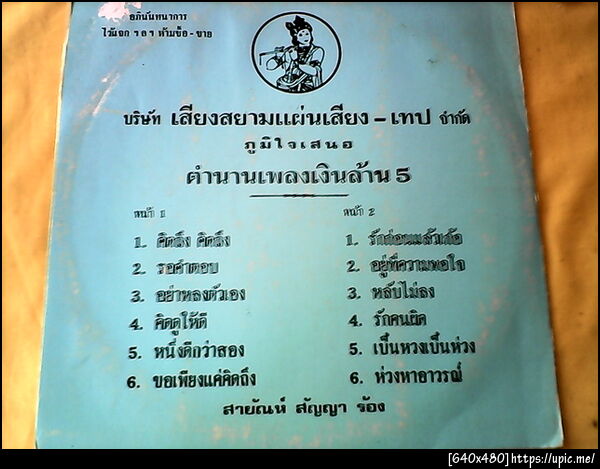 อภินันทนาการ
ไว้แจก ฯลฯ ห้ามซื้อ - ขาย
บริษัท เสียงสยามแผ่นเสียง - เทป จำกัด
ภูมิใจเสนอ
ตำนานเพลงเงินล้าน 5
หน้า 1
1. คิดถึง คิดถึง
2. รอคำตอบ
3. อย่าหลงตัวเอง
4. คิดดูให้ดี
5. หนึ่งดีกว่าสอง
6. ขอเพียงแค่คิดถึง
หน้า 2
1. รักก่อนแล้วเก้อ
2. อยู่ที่ความพอใจ
3. หลับไม่ลง
4. รักคนผิด
5. เป็นหวงเป็นห่วง
6. ห่วงหาอาวรณ์
สายัณห์ สัญญา ร้อง
[640x480]https://upic.me/